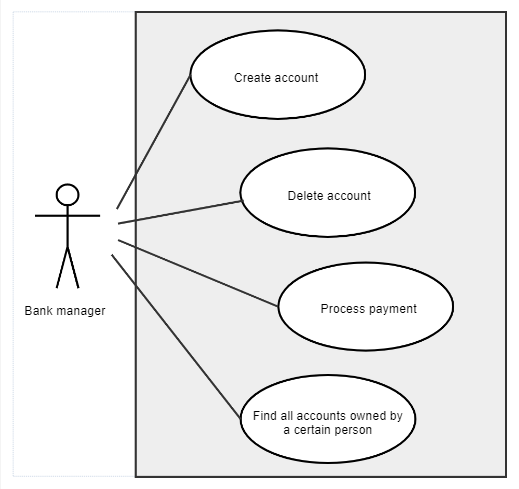 Create account
Delete account
Bank manager
Process payment
Find all accounts owned by
a certain person